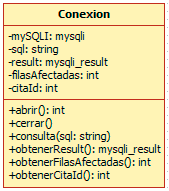 Conexion
-mySQLI: mysqli
-sql: string
-result: mysqli_result
-filasAfectadas: int
-citaId: int
+abrir(): int
+cerrar()
+consulta(sql: string)
+obtenerResult(): mysqli_result
+obtenerFilasAfectadas(): int
+obtenerCitaId(): int